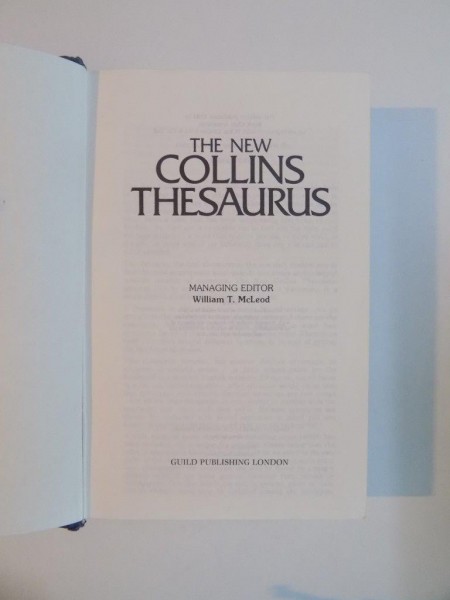 THE NEW
COLLINS
THESAURUS
MANAGING EDITOR
William T. McLeod
GUILD PUBLISHING LONDON